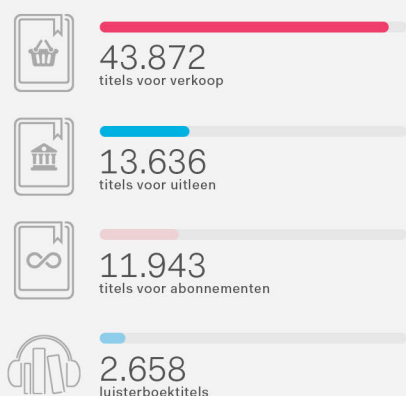 43.872
titels voor verkoop
13.636
titels voor uitleen
11.943
titels voor abonnementen
2.658
luisterboektitels